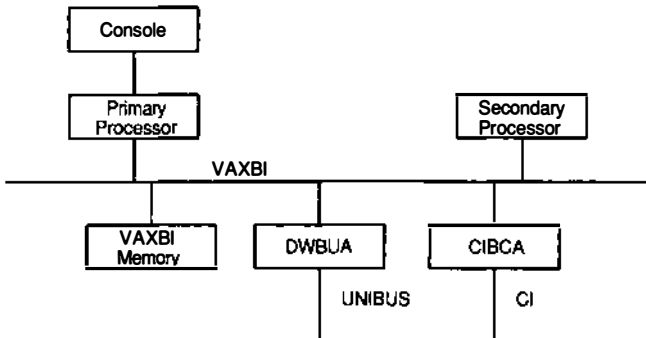 Console
Primary
Processor
Secondary
Processor
VAXBI
VAXBI
Memory
DWBUA
CIBCA
UNIBUS
CI